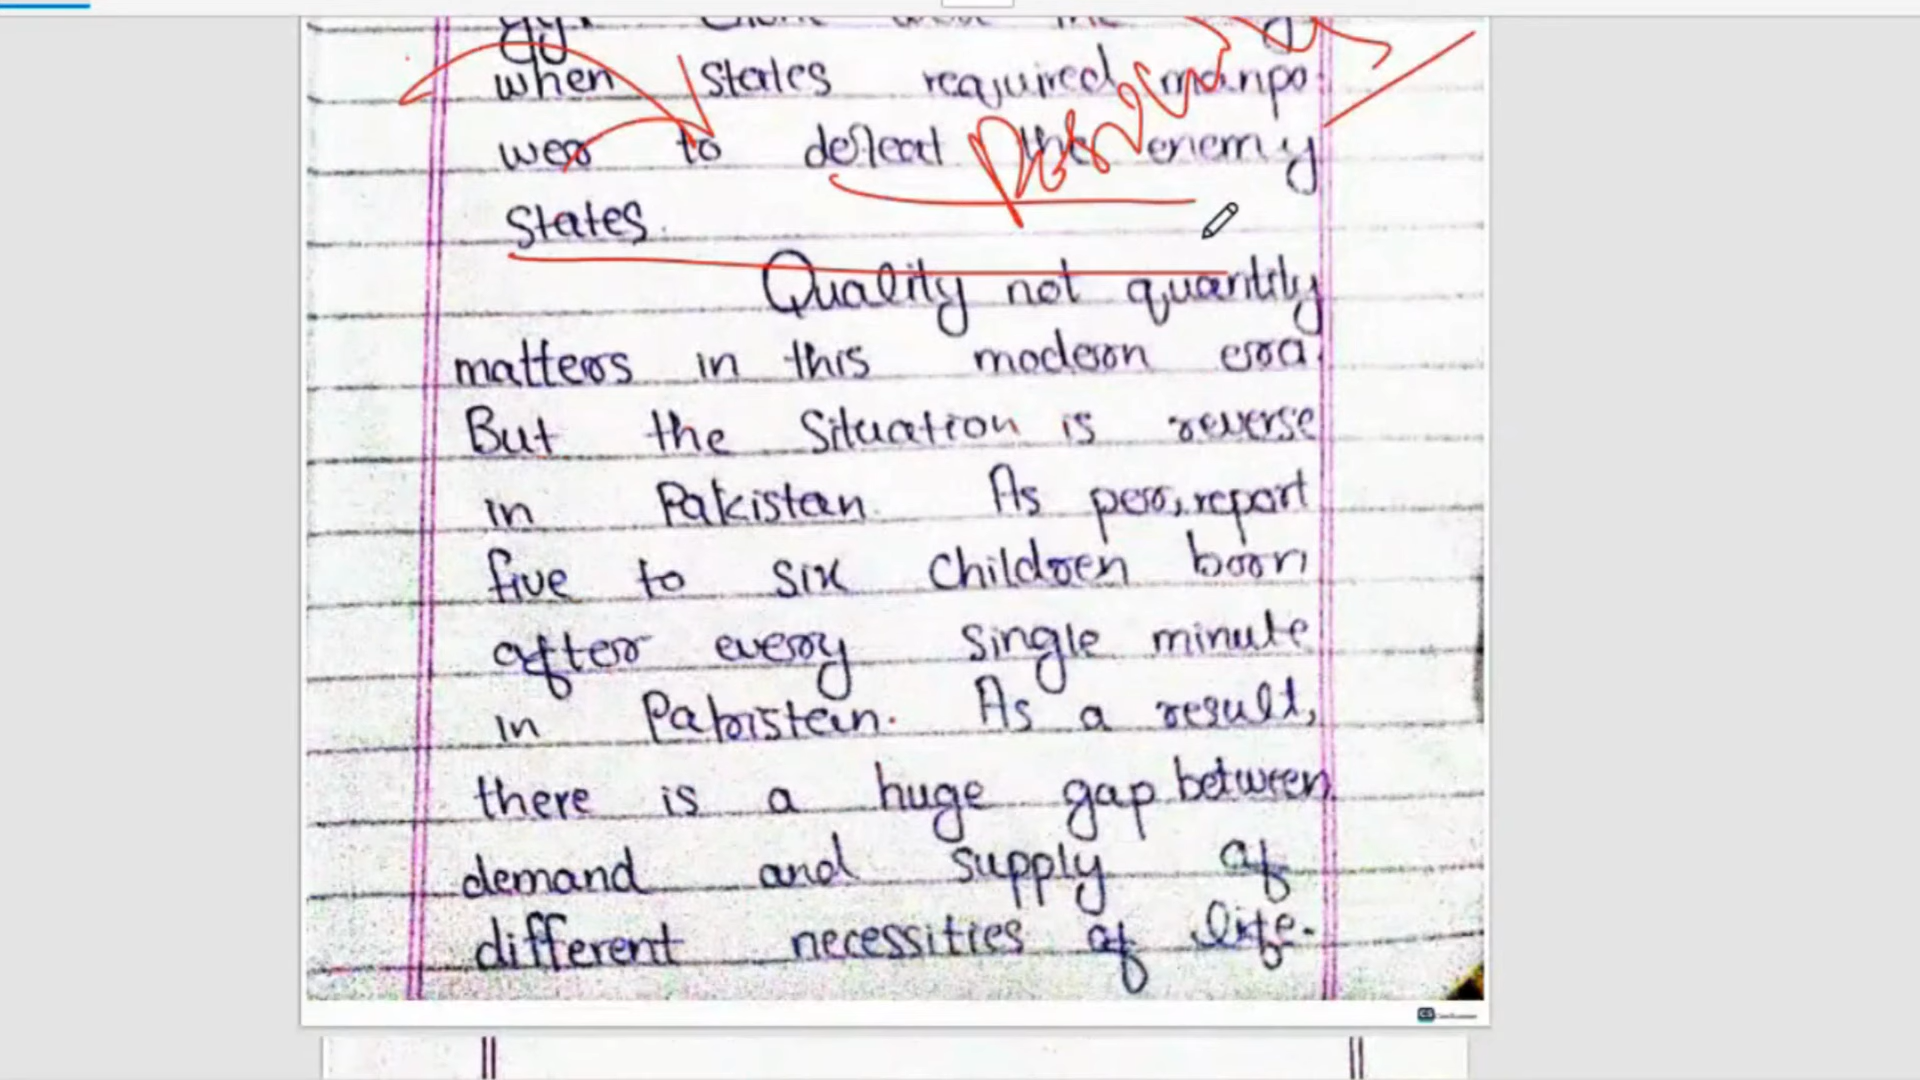 when states required manpo
wer to defeat the enemy
States.
Quality not quantity
matters in this modern era.
But the situation is reverse
in Pakistan. As per, report
five to six children born
after every single minute
in Pakistan. As a result,
there is a huge gap between
demand and supply of
different necessities of life.
CS